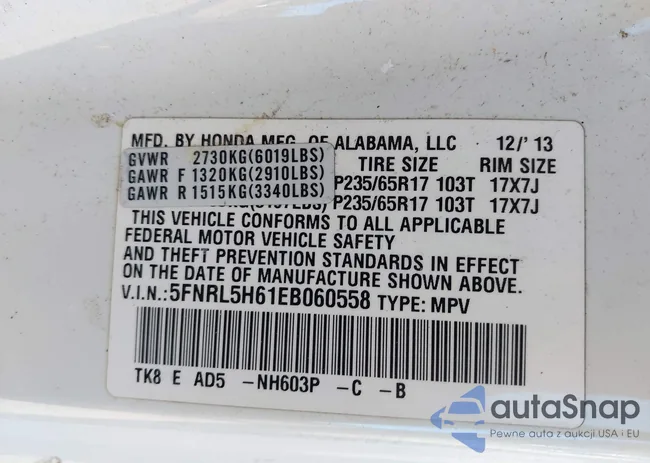 MFD. BY HONDA MFG. OF ALABAMA, LLC 12/'13
GVWR 2730KG(6019LBS) TIRE SIZE RIM SIZE
GAWR F 1320KG(2910LBS) P235/65R17 103T 17X7J
GAWR R 1515KG(3340LBS) P235/65R17 103T 17X7J
THIS VEHICLE CONFORMS TO ALL APPLICABLE
FEDERAL MOTOR VEHICLE SAFETY
AND THEFT PREVENTION STANDARDS IN EFFECT
ON THE DATE OF MANUFACTURE SHOWN ABOVE.
V.I.N.:5FNRL5H61EB060558 TYPE: MPV
TK8 E AD5 -NH603P -C -B
autaSnap
Pewne auta z aukcji USA i EU